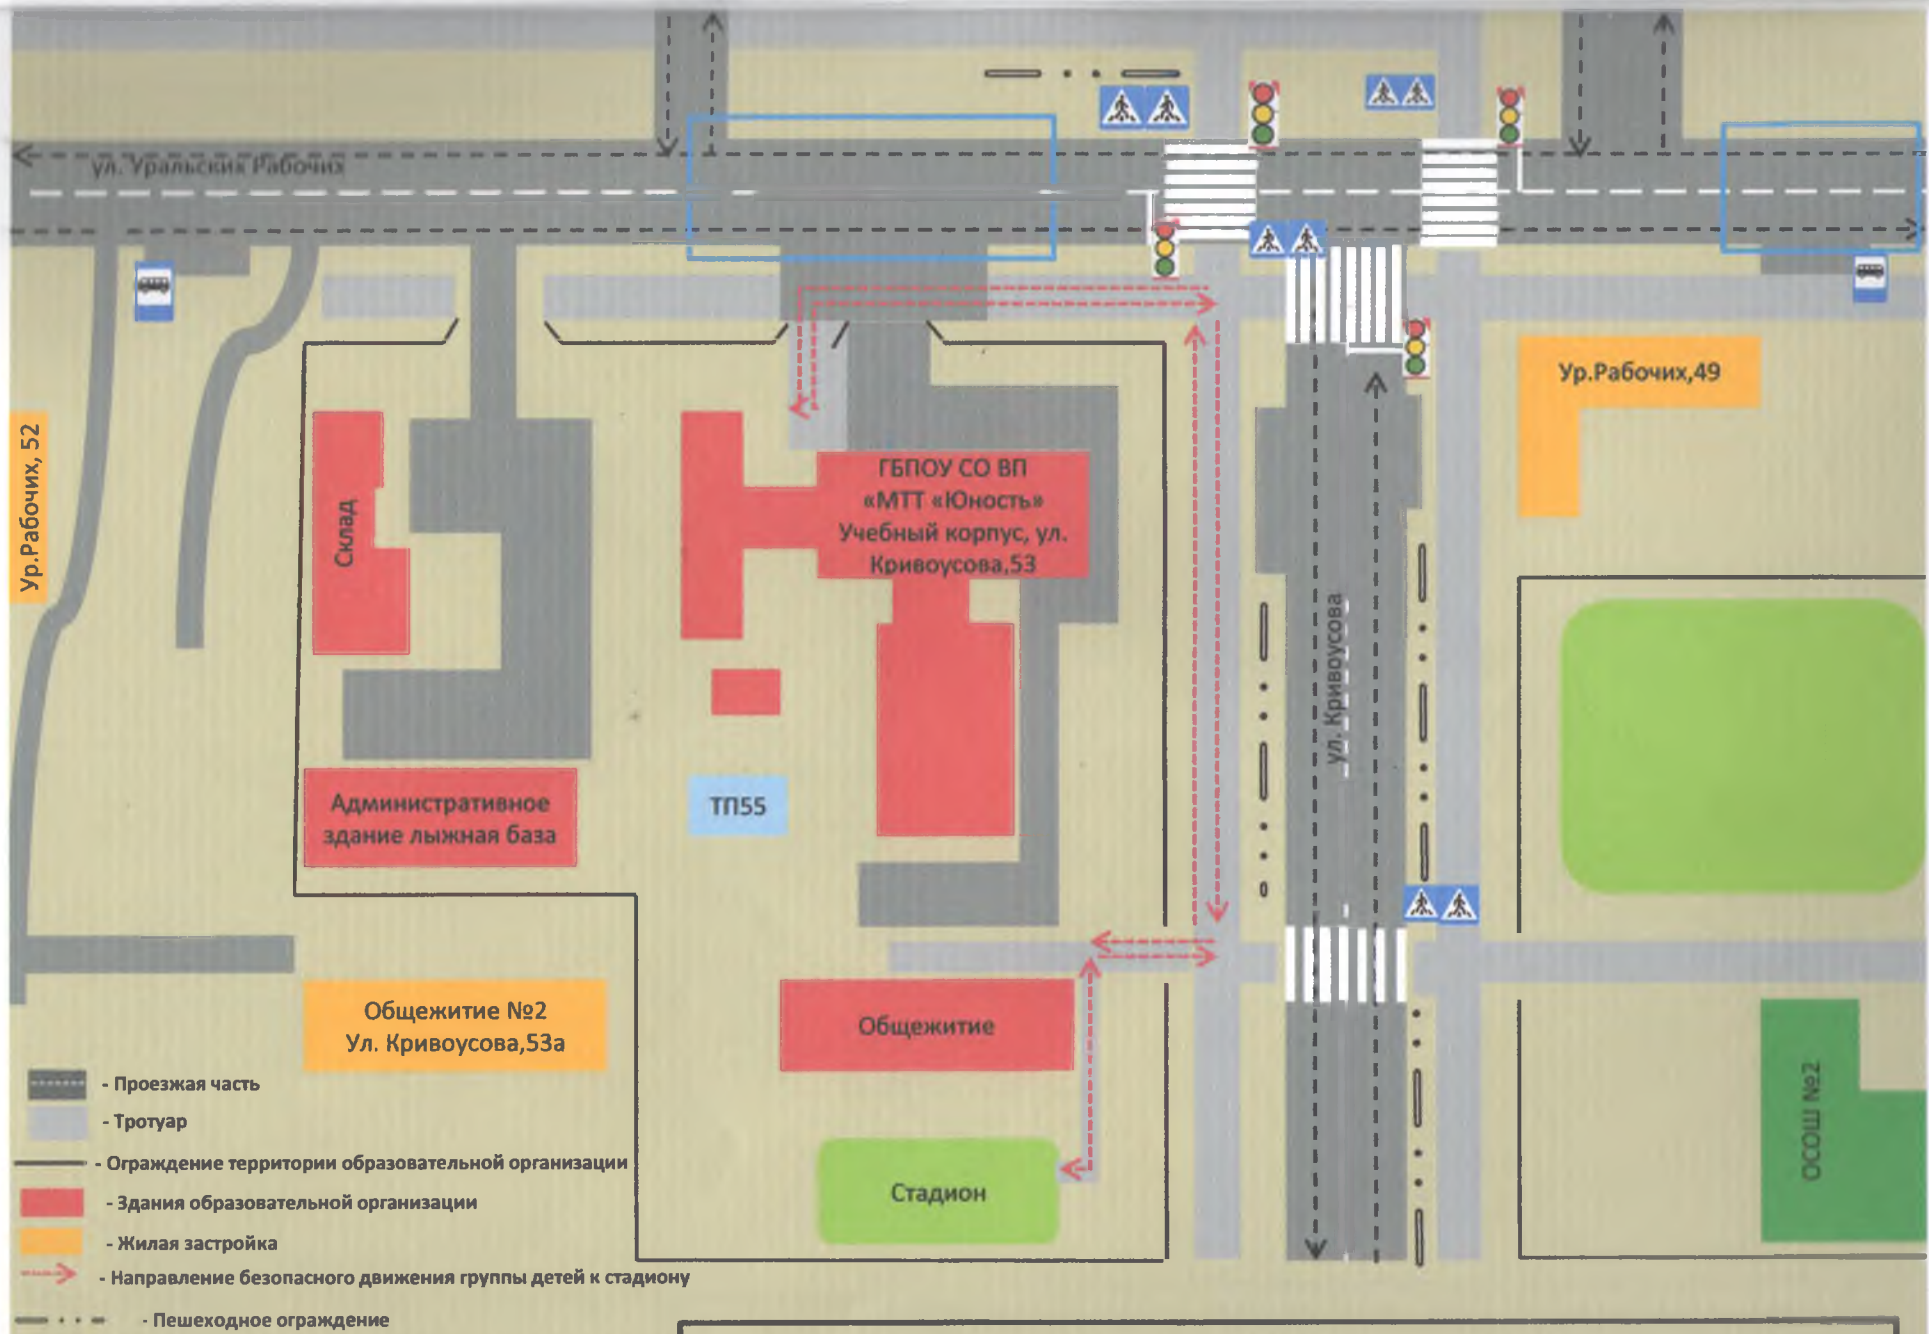 ул. Уральских Рабочих
Ур.Рабочих,49
Ур.Рабочих, 52
Склад
ГБПОУ СО ВП
«МТТ «Юность»
Учебный корпус, ул.
Кривоусова,53
ул. Кривоусова
Административное
здание лыжная база
ТП55
Общежитие №2
Ул. Кривоусова,53а
Общежитие
ОСОШ №2
Стадион
- Проезжая часть
- Тротуар
- Ограждение территории образовательной организации
- Здания образовательной организации
- Жилая застройка
- Направление безопасного движения группы детей к стадиону
- Пешеходное ограждение